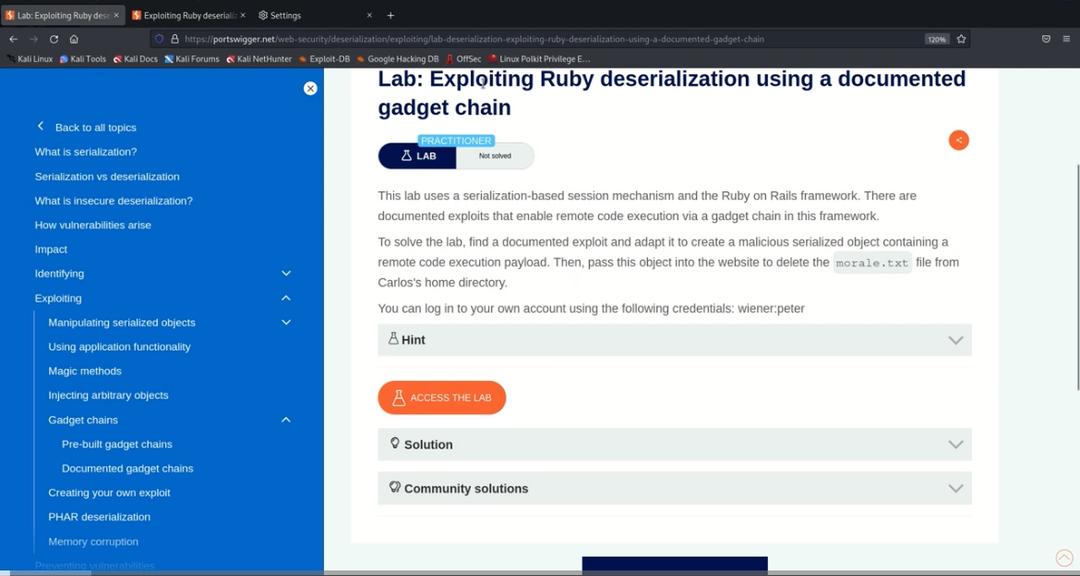 Lab: Exploiting Ruby dese
Exploiting Ruby deserializ
Settings
https://portswigger.net/web-security/deserialization/exploiting/lab-deserialization-exploiting-ruby-deserialization-using-a-documented-gadget-chain
120%
Kali Linux Kali Tools Kali Docs Kali Forums Kali NetHunter Exploit-DB Google Hacking DB OffSec Linux Polkit Privilege E...
Back to all topics
What is serialization?
Serialization vs deserialization
What is insecure deserialization?
How vulnerabilities arise
Impact
Identifying
Exploiting
Manipulating serialized objects
Using application functionality
Magic methods
Injecting arbitrary objects
Gadget chains
Pre-built gadget chains
Documented gadget chains
Creating your own exploit
PHAR deserialization
Memory corruption
Preventing vulnerabilities
Lab: Exploiting Ruby deserialization using a documented
gadget chain
PRACTITIONER
LAB
Not solved
This lab uses a serialization-based session mechanism and the Ruby on Rails framework. There are
documented exploits that enable remote code execution via a gadget chain in this framework.
To solve the lab, find a documented exploit and adapt it to create a malicious serialized object containing a
remote code execution payload. Then, pass this object into the website to delete the morale.txt file from
Carlos's home directory.
You can log in to your own account using the following credentials: wiener:peter
Hint
ACCESS THE LAB
Solution
Community solutions